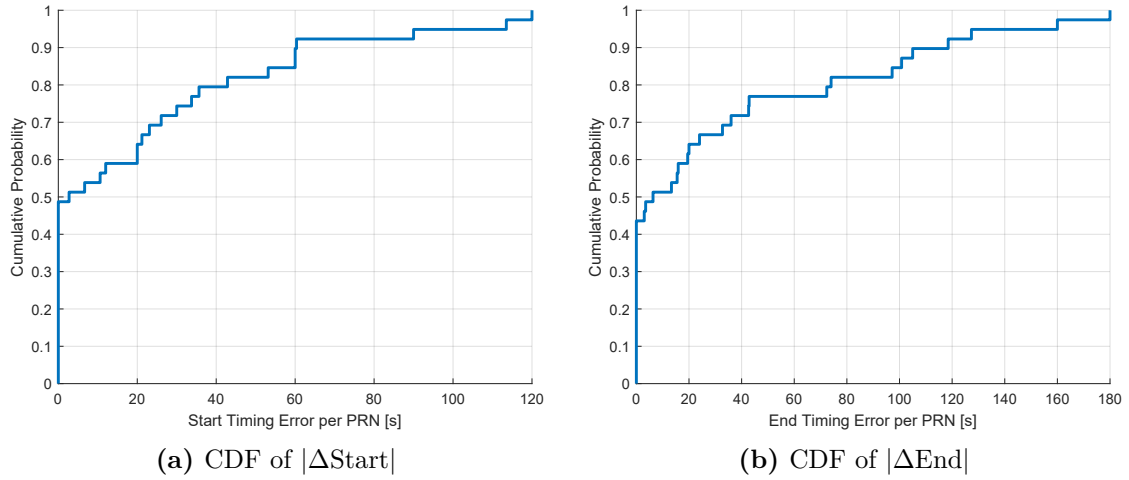 1
0.9
0.8
0.7
0.6
0.5
0.4
0.3
0.2
0.1
0
Cumulative Probability
0 20 40 60 80 100 120
Start Timing Error per PRN [s]
(a) CDF of |ΔStart|
1
0.9
0.8
0.7
0.6
0.5
0.4
0.3
0.2
0.1
0
Cumulative Probability
0 20 40 60 80 100 120 140 160 180
End Timing Error per PRN [s]
(b) CDF of |ΔEnd|